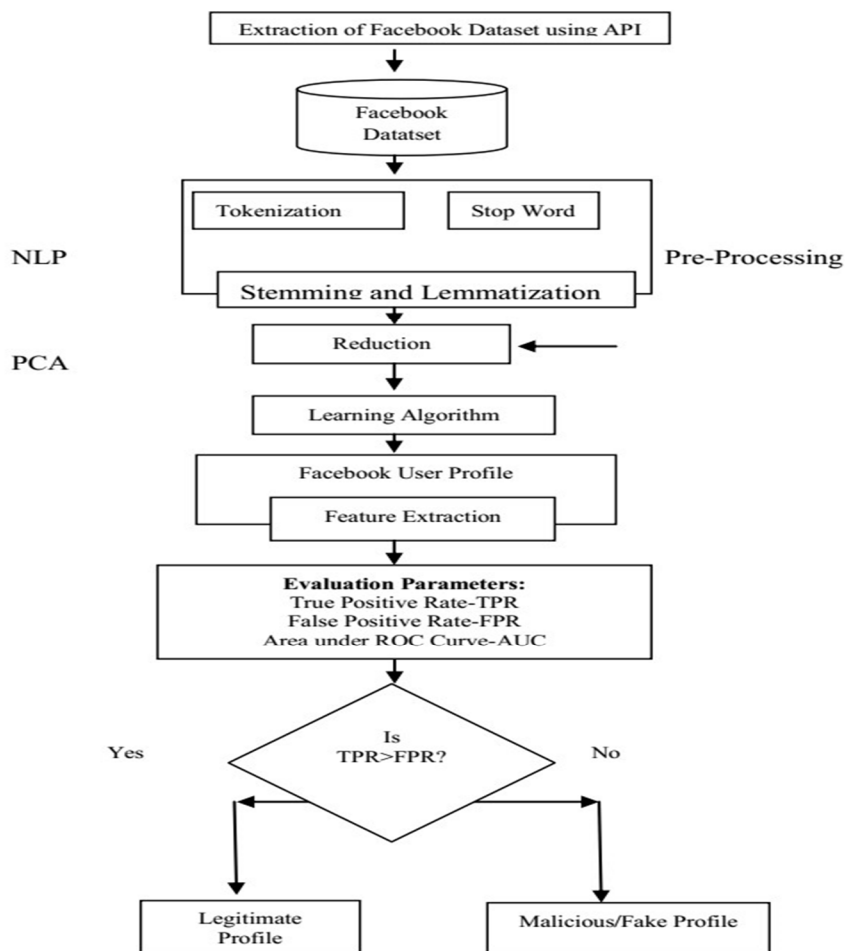 Extraction of Facebook Dataset using API
Facebook
Datatset
Tokenization
Stop Word
NLP
Pre-Processing
Stemming and Lemmatization
Reduction
PCA
Learning Algorithm
Facebook User Profile
Feature Extraction
Evaluation Parameters:
True Positive Rate-TPR
False Positive Rate-FPR
Area under ROC Curve-AUC
Is
TPR>FPR?
Yes
No
Legitimate
Profile
Malicious/Fake Profile